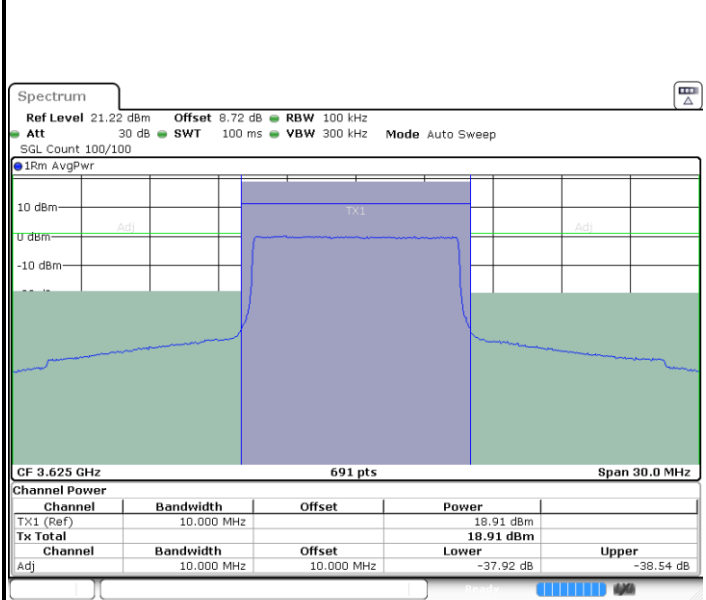 Spectrum
Ref Level 21.22 dBm Offset 8.72 dB RBW 100 kHz
Att 30 dB SWT 100 ms VBW 300 kHz Mode Auto Sweep
SGL Count 100/100
1Rm AvgPwr
10 dBm
TX1
Adj Adj
0 dBm
-10 dBm
CF 3.625 GHz 691 pts Span 30.0 MHz
Channel Power
Channel Bandwidth Offset Power
TX1 (Ref) 10.000 MHz 18.91 dBm
Tx Total 18.91 dBm
Channel Bandwidth Offset Lower Upper
Adj 10.000 MHz 10.000 MHz -37.92 dB -38.54 dB
Ready